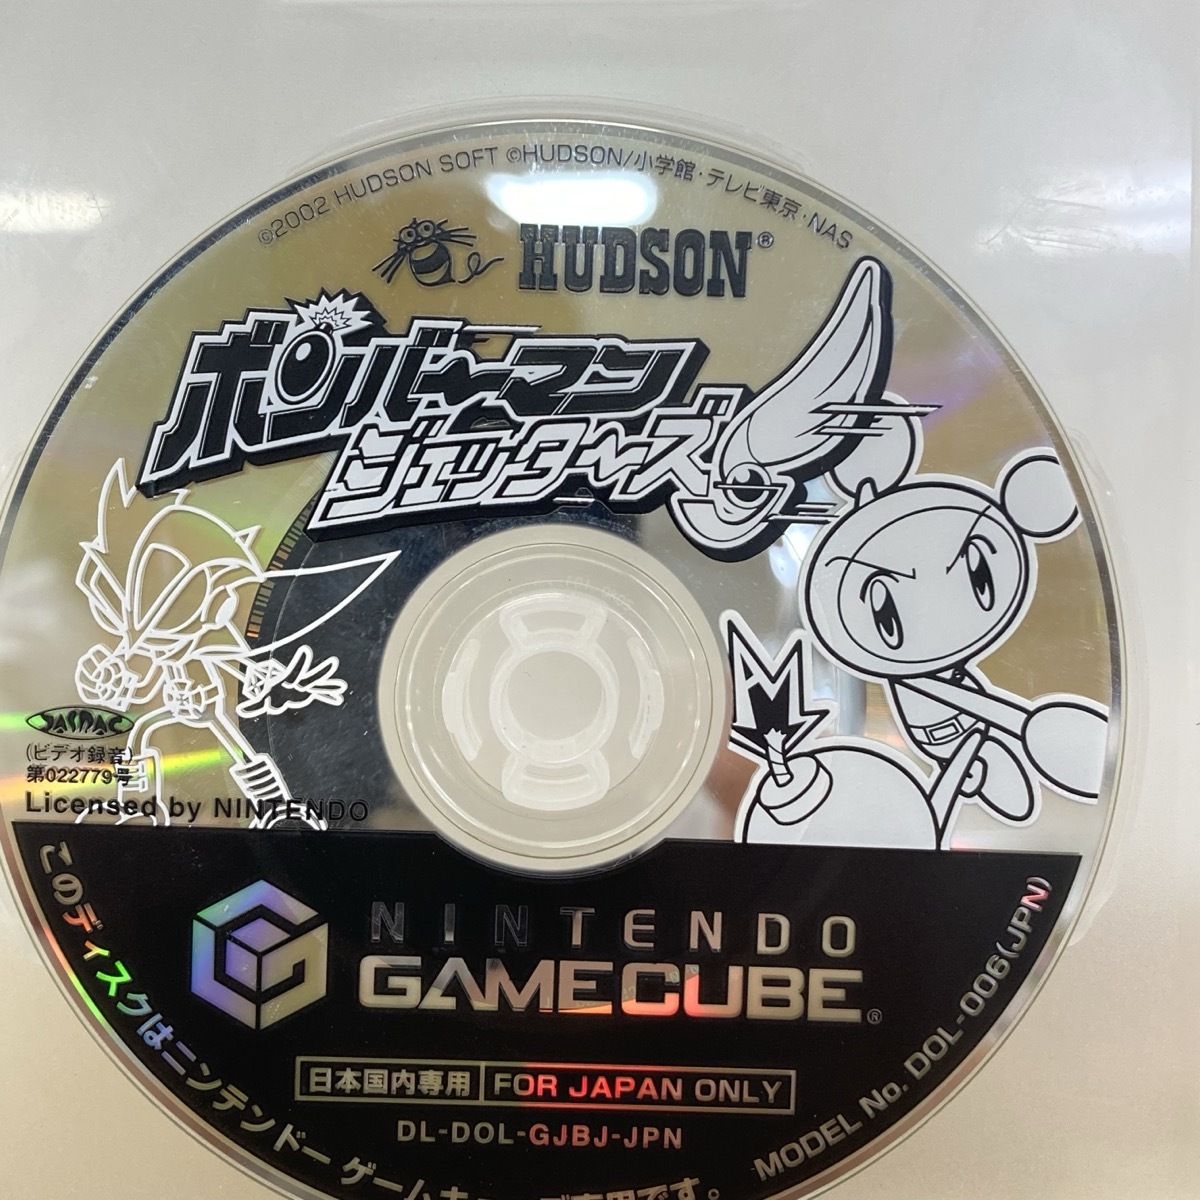 ©2002 HUDSON SOFT ©HUDSON/小学館・テレビ東京・NAS
HUDSON®
ボンバーマン
ジェッターズ
JASRAC
(ビデオ録音)
第022779号
Licensed by NINTENDO
NINTENDO
GAMECUBE®
日本国内専用 FOR JAPAN ONLY
DL-DOL-GJBJ-JPN
MODEL No. DOL-006(JPN)
このディスクはニンテンドーゲームキューブ専用です。